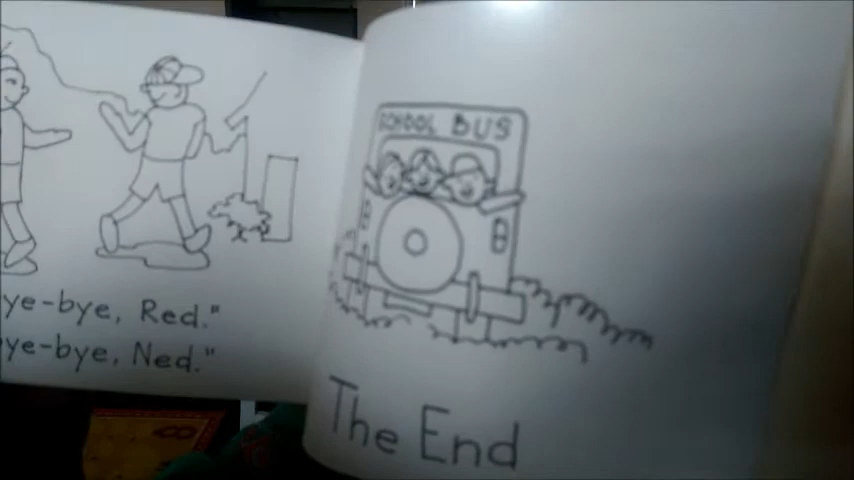 ye-bye, Red."
ye-bye, Ned."
SCHOOL BUS
The End